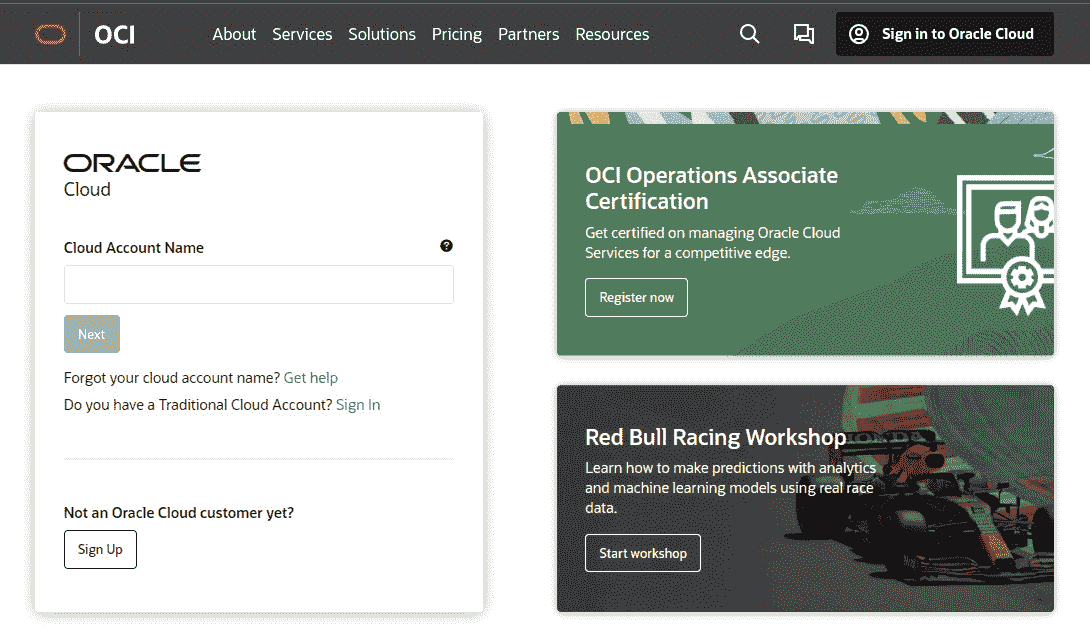 OCI
About Services Solutions Pricing Partners Resources
Sign in to Oracle Cloud
ORACLE
Cloud
Cloud Account Name
?
Next
Forgot your cloud account name? Get help
Do you have a Traditional Cloud Account? Sign In
Not an Oracle Cloud customer yet?
Sign Up
OCI Operations Associate
Certification
Get certified on managing Oracle Cloud
Services for a competitive edge.
Register now
Red Bull Racing Workshop
HONDA
Learn how to make predictions with analytics
and machine learning models using real race
data.
Start workshop